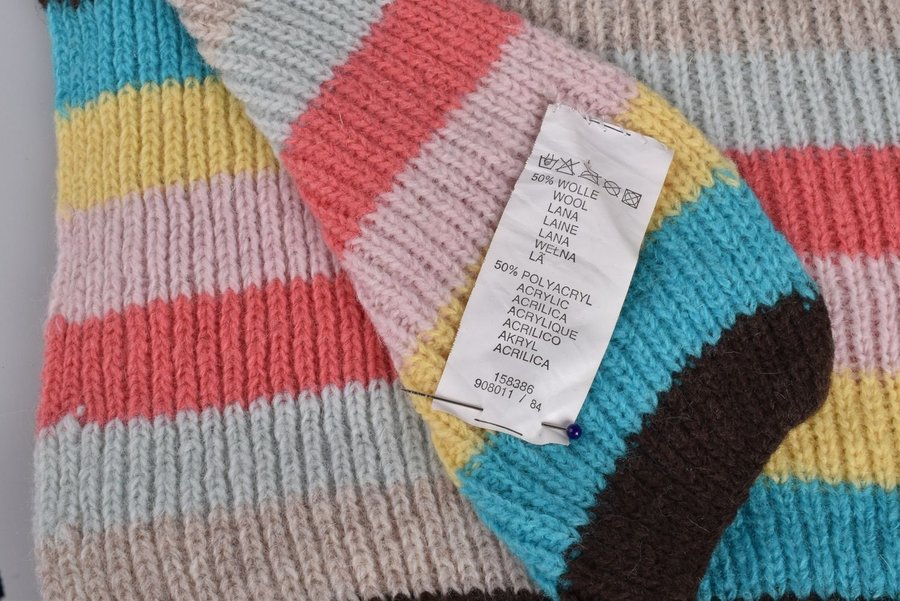 50% WOLLE
WOOL
LANA
LAINE
LANA
WEŁNA
LÃ
50% POLYACRYL
ACRYLIC
ACRILICA
ACRYLIQUE
ACRILICO
AKRYL
ACRILICA
158386
908011 / 84